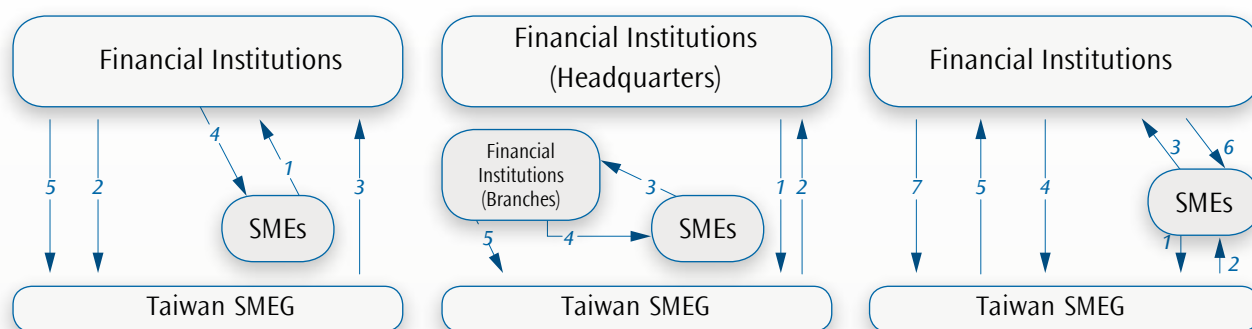 Financial Institutions
4
1
5
2
3
SMEs
Taiwan SMEG
Financial Institutions
(Headquarters)
Financial
Institutions
(Branches)
3
1
2
SMEs
5
4
Taiwan SMEG
Financial Institutions
3
6
7
5
4
SMEs
1
2
Taiwan SMEG